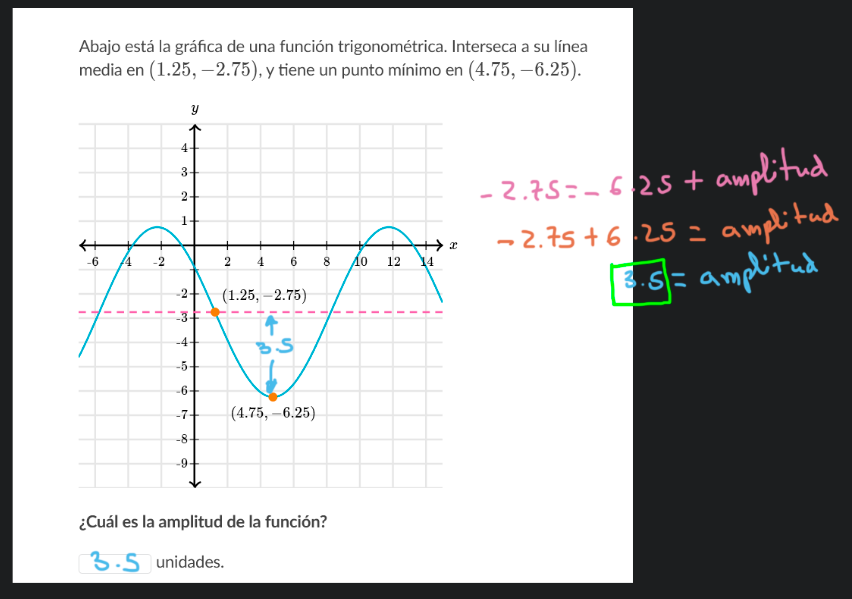 Abajo está la gráfica de una función trigonométrica. Interseca a su línea
media en (1.25, −2.75), y tiene un punto mínimo en (4.75, −6.25).
y
4
3
2
1
x
-6 -4 -2 2 4 6 8 10 12 14
-2
-3
-4
-5
-6
-7
-8
-9
(1.25, −2.75)
3.5
(4.75, −6.25)
-2.75=-6.25 + amplitud
-2.75+6.25 = amplitud
3.5= amplitud
¿Cuál es la amplitud de la función?
3.5 unidades.